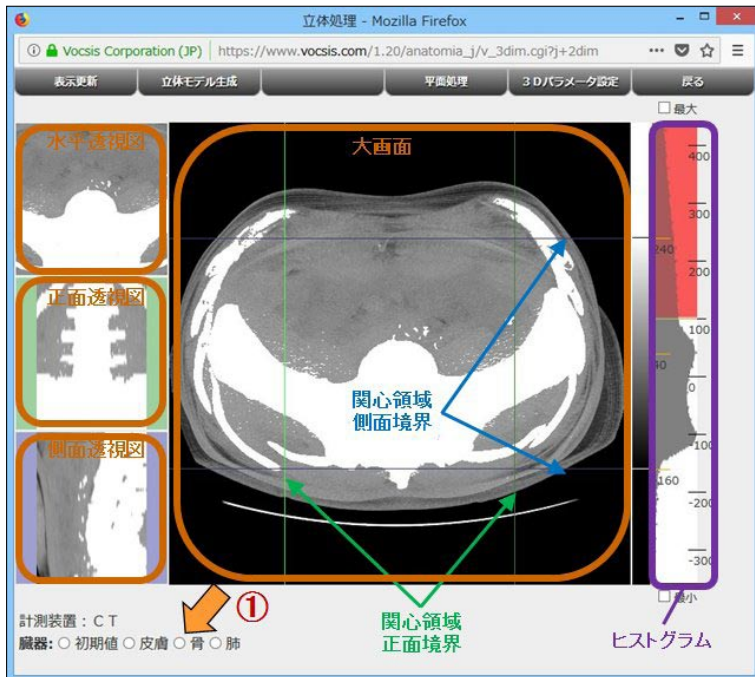 立体処理 - Mozilla Firefox
Vocsis Corporation (JP) https://www.vocsis.com/1.20/anatomia_j/v_3dim.cgi?j+2dim
表示更新 立体モデル生成 平面処理 3Dパラメータ設定 戻る
最大
水平透視図
大画面
400
300
240
200
正面透視図
100
40
0
関心領域
側面境界
-100
側面透視図
-160
-200
-300
最小
①
計測装置：ＣＴ
臓器: 初期値 皮膚 骨 肺
関心領域
正面境界
ヒストグラム